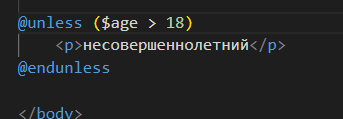 @unless ($age > 18)
<p>несовершеннолетний</p>
@endunless
</body>